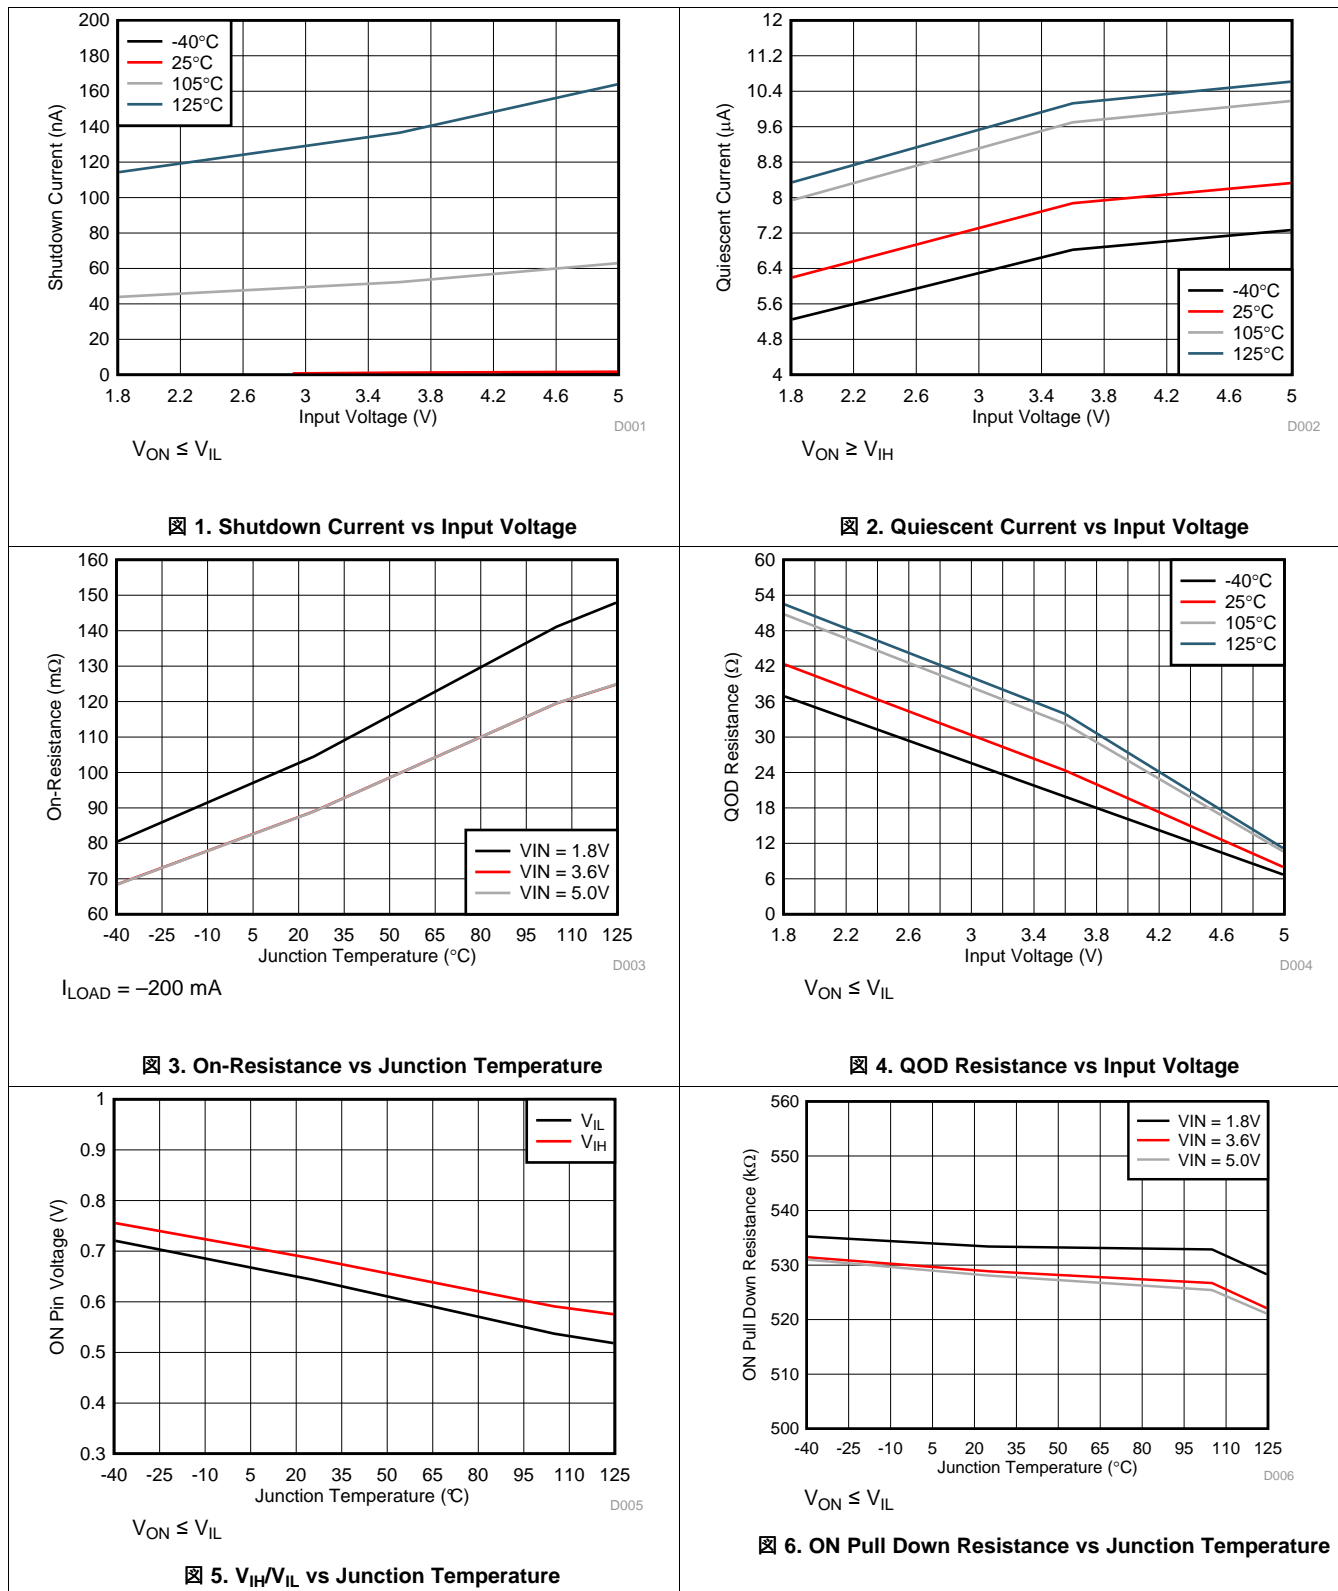 200
180
160
140
120
100
80
60
40
20
0
Shutdown Current (nA)
-40°C
25°C
105°C
125°C
1.8 2.2 2.6 3 3.4 3.8 4.2 4.6 5
Input Voltage (V)
D001
VON ≤ VIL
図 1. Shutdown Current vs Input Voltage
12
11.2
10.4
9.6
8.8
8
7.2
6.4
5.6
4.8
4
Quiescent Current (µA)
-40°C
25°C
105°C
125°C
1.8 2.2 2.6 3 3.4 3.8 4.2 4.6 5
Input Voltage (V)
D002
VON ≥ VIH
図 2. Quiescent Current vs Input Voltage
160
150
140
130
120
110
100
90
80
70
60
On-Resistance (mΩ)
VIN = 1.8V
VIN = 3.6V
VIN = 5.0V
-40 -25 -10 5 20 35 50 65 80 95 110 125
Junction Temperature (°C)
D003
ILOAD = –200 mA
図 3. On-Resistance vs Junction Temperature
60
54
48
42
36
30
24
18
12
6
0
QOD Resistance (Ω)
-40°C
25°C
105°C
125°C
1.8 2.2 2.6 3 3.4 3.8 4.2 4.6 5
Input Voltage (V)
D004
VON ≤ VIL
図 4. QOD Resistance vs Input Voltage
1
0.9
0.8
0.7
0.6
0.5
0.4
0.3
ON Pin Voltage (V)
VIL
VIH
-40 -25 -10 5 20 35 50 65 80 95 110 125
Junction Temperature (°C)
D005
VON ≤ VIL
図 5. VIH/VIL vs Junction Temperature
560
550
540
530
520
510
500
ON Pull Down Resistance (kΩ)
VIN = 1.8V
VIN = 3.6V
VIN = 5.0V
-40 -25 -10 5 20 35 50 65 80 95 110 125
Junction Temperature (°C)
D006
VON ≤ VIL
図 6. ON Pull Down Resistance vs Junction Temperature